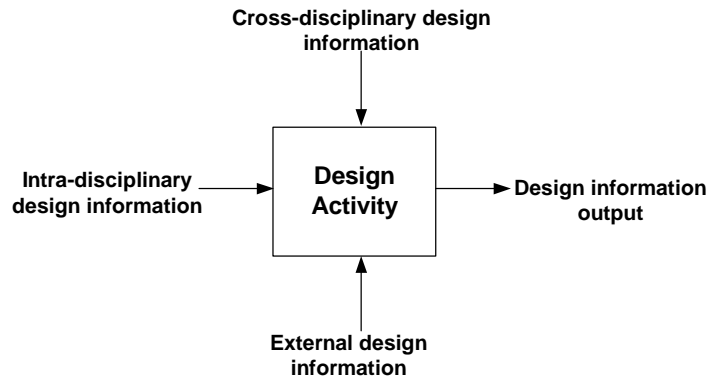 Cross-disciplinary design
information
Intra-disciplinary
design information
Design
Activity
Design information
output
External design
information